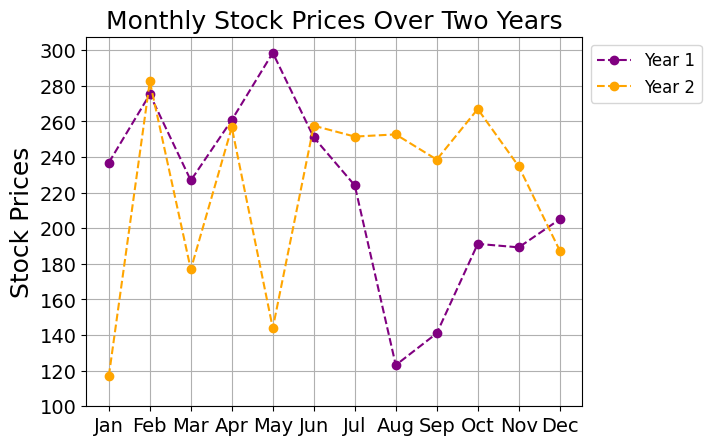 Monthly Stock Prices Over Two Years
Stock Prices
300
280
260
240
220
200
180
160
140
120
100
Jan Feb Mar Apr May Jun Jul Aug Sep Oct Nov Dec
Year 1
Year 2